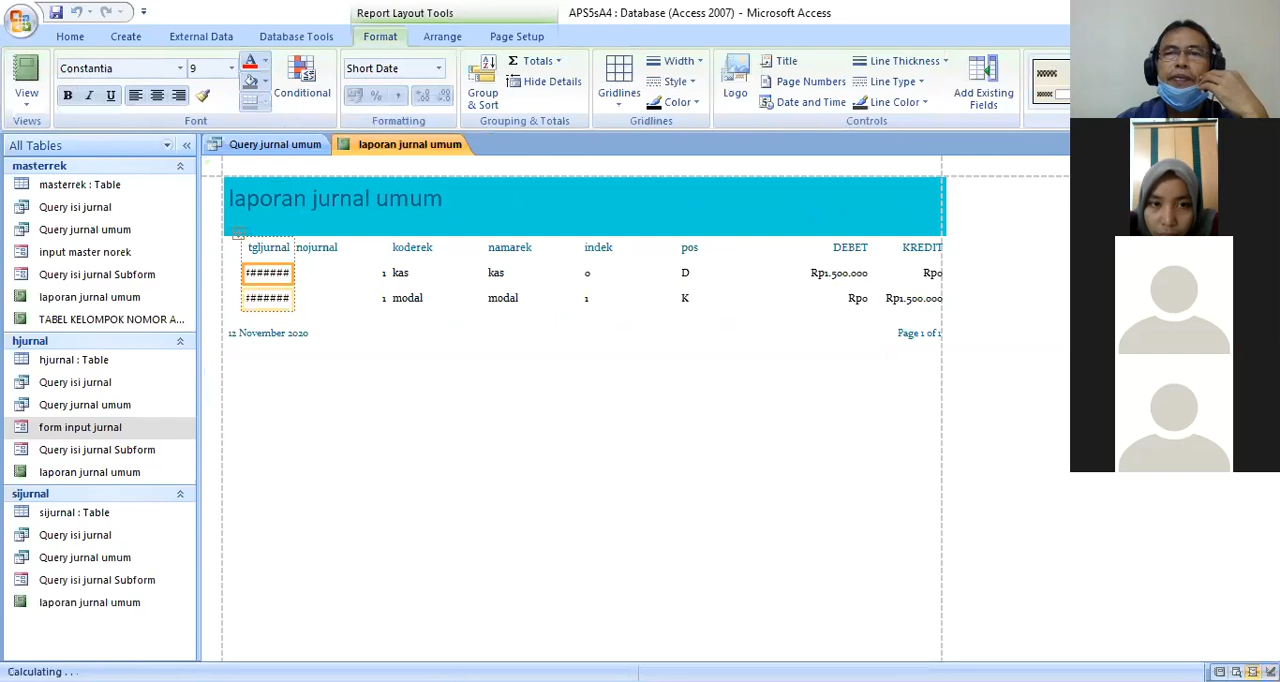 Report Layout Tools
APS5sA4 : Database (Access 2007) - Microsoft Access
Home Create External Data Database Tools Format Arrange Page Setup
View
Views
Constantia 9
B I U
Font
Conditional
Short Date
Formatting
Group & Sort
Σ Totals
Hide Details
Grouping & Totals
Gridlines
Width
Style
Color
Gridlines
Logo
Title
Page Numbers
Date and Time
Line Thickness
Line Type
Line Color
Add Existing Fields
Controls
All Tables
masterrek
masterrek : Table
Query isi jurnal
Query jurnal umum
input master norek
Query isi jurnal Subform
laporan jurnal umum
TABEL KELOMPOK NOMOR A...
hjurnal
hjurnal : Table
Query isi jurnal
Query jurnal umum
form input jurnal
Query isi jurnal Subform
laporan jurnal umum
sijurnal
sijurnal : Table
Query isi jurnal
Query jurnal umum
Query isi jurnal Subform
laporan jurnal umum
Query jurnal umum laporan jurnal umum
laporan jurnal umum
tgljurnal nojurnal koderek namarek indek pos DEBET KREDIT
####### 1 kas kas 0 D Rp1.500.000 Rp0
####### 1 modal modal 1 K Rp0 Rp1.500.000
12 November 2020 Page 1 of 1
Calculating . . .